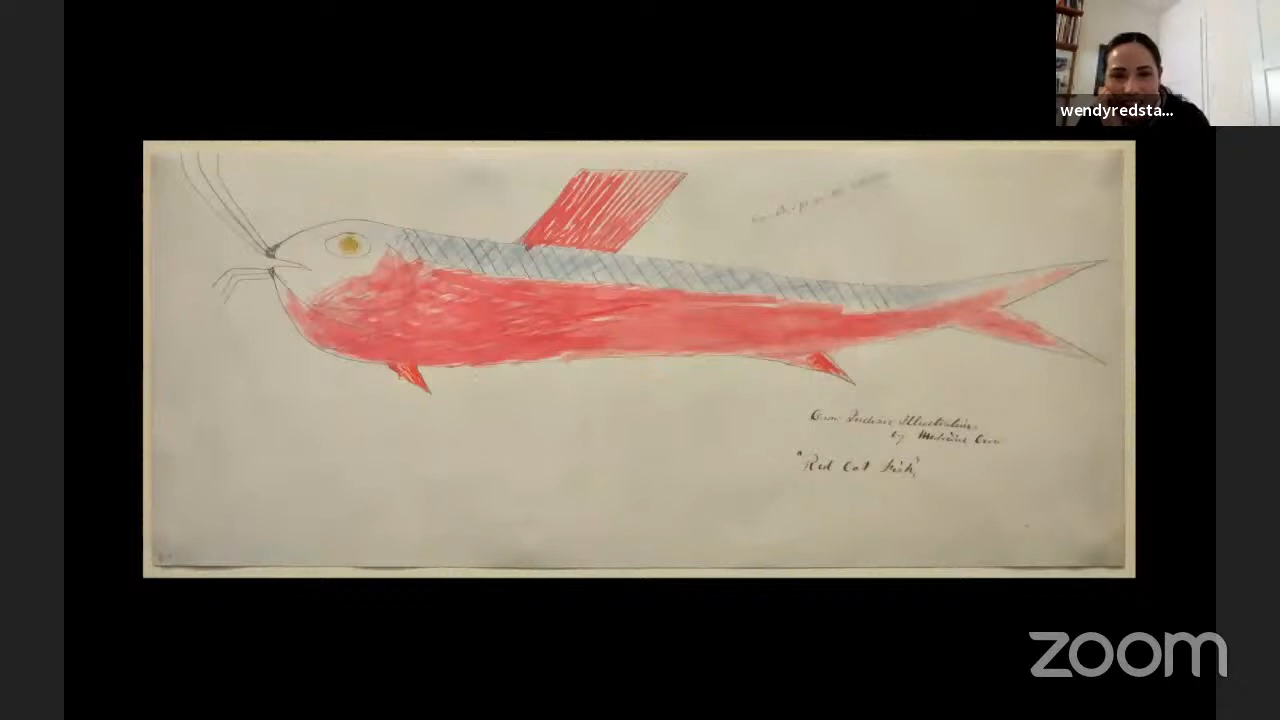 wendyredsta...
Crow Indian Illustration
by Medicine Crow
"Red Cat Fish"
zoom